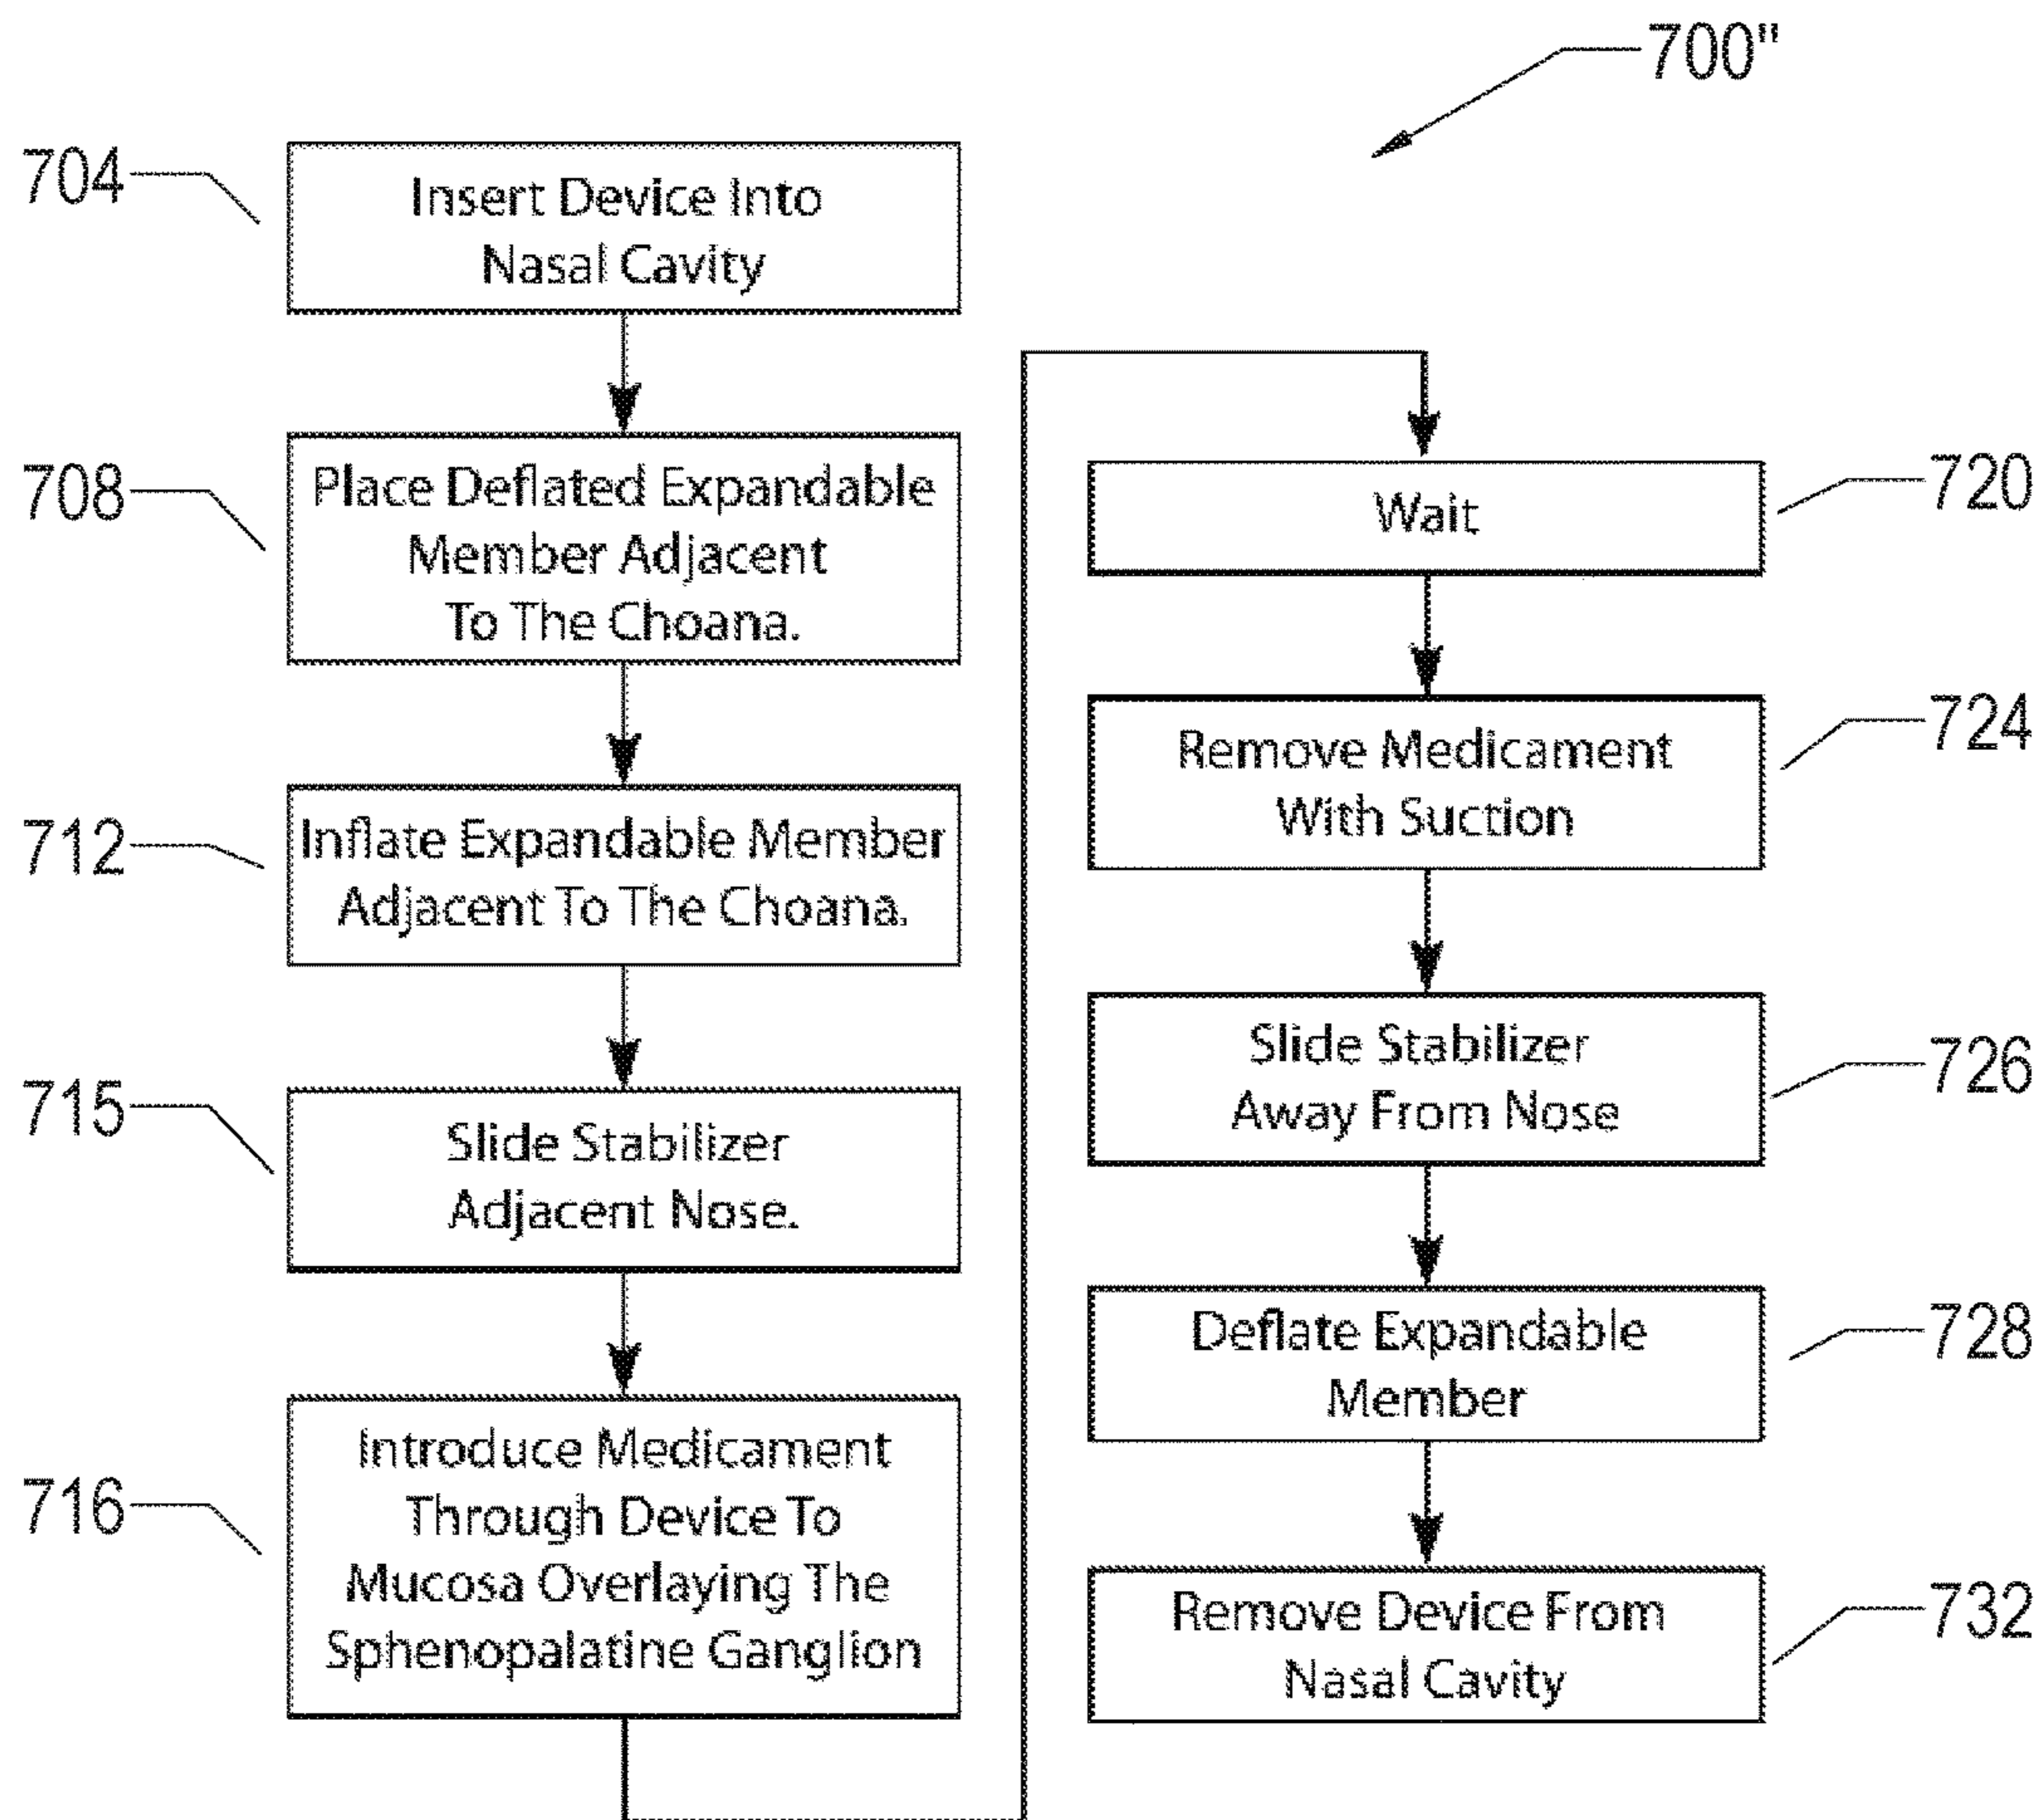 700"
704
Insert Device Into
Nasal Cavity
708
Place Deflated Expandable
Member Adjacent
To The Choana.
712
Inflate Expandable Member
Adjacent To The Choana.
715
Slide Stabilizer
Adjacent Nose.
716
Introduce Medicament
Through Device To
Mucosa Overlaying The
Sphenopalatine Ganglion
Wait
720
Remove Medicament
With Suction
724
Slide Stabilizer
Away From Nose
726
Deflate Expandable
Member
728
Remove Device From
Nasal Cavity
732